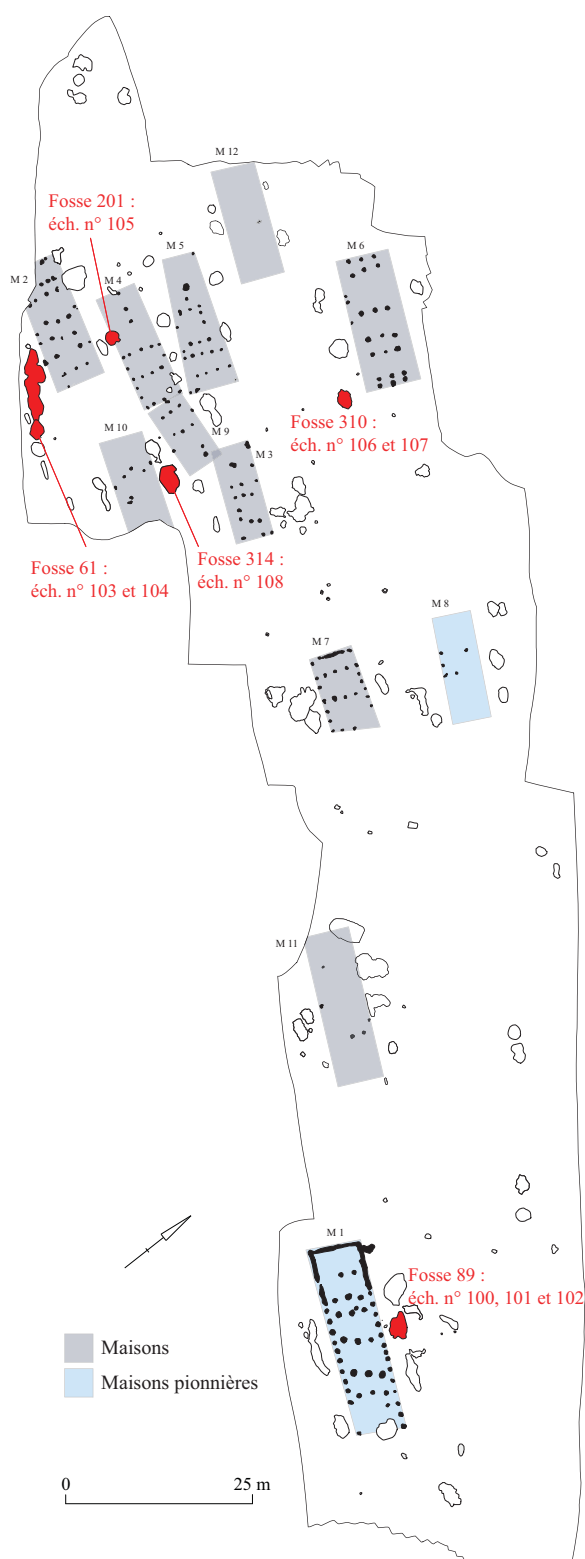 M 12
Fosse 201 :
éch. n° 105
M 5
M 6
M 2
M 4
Fosse 310 :
éch. n° 106 et 107
M 10
M 9
M 3
Fosse 61 :
éch. n° 103 et 104
Fosse 314 :
éch. n° 108
M 8
M 7
M 11
M 1
Fosse 89 :
éch. n° 100, 101 et 102
Maisons
Maisons pionnières
0 25 m